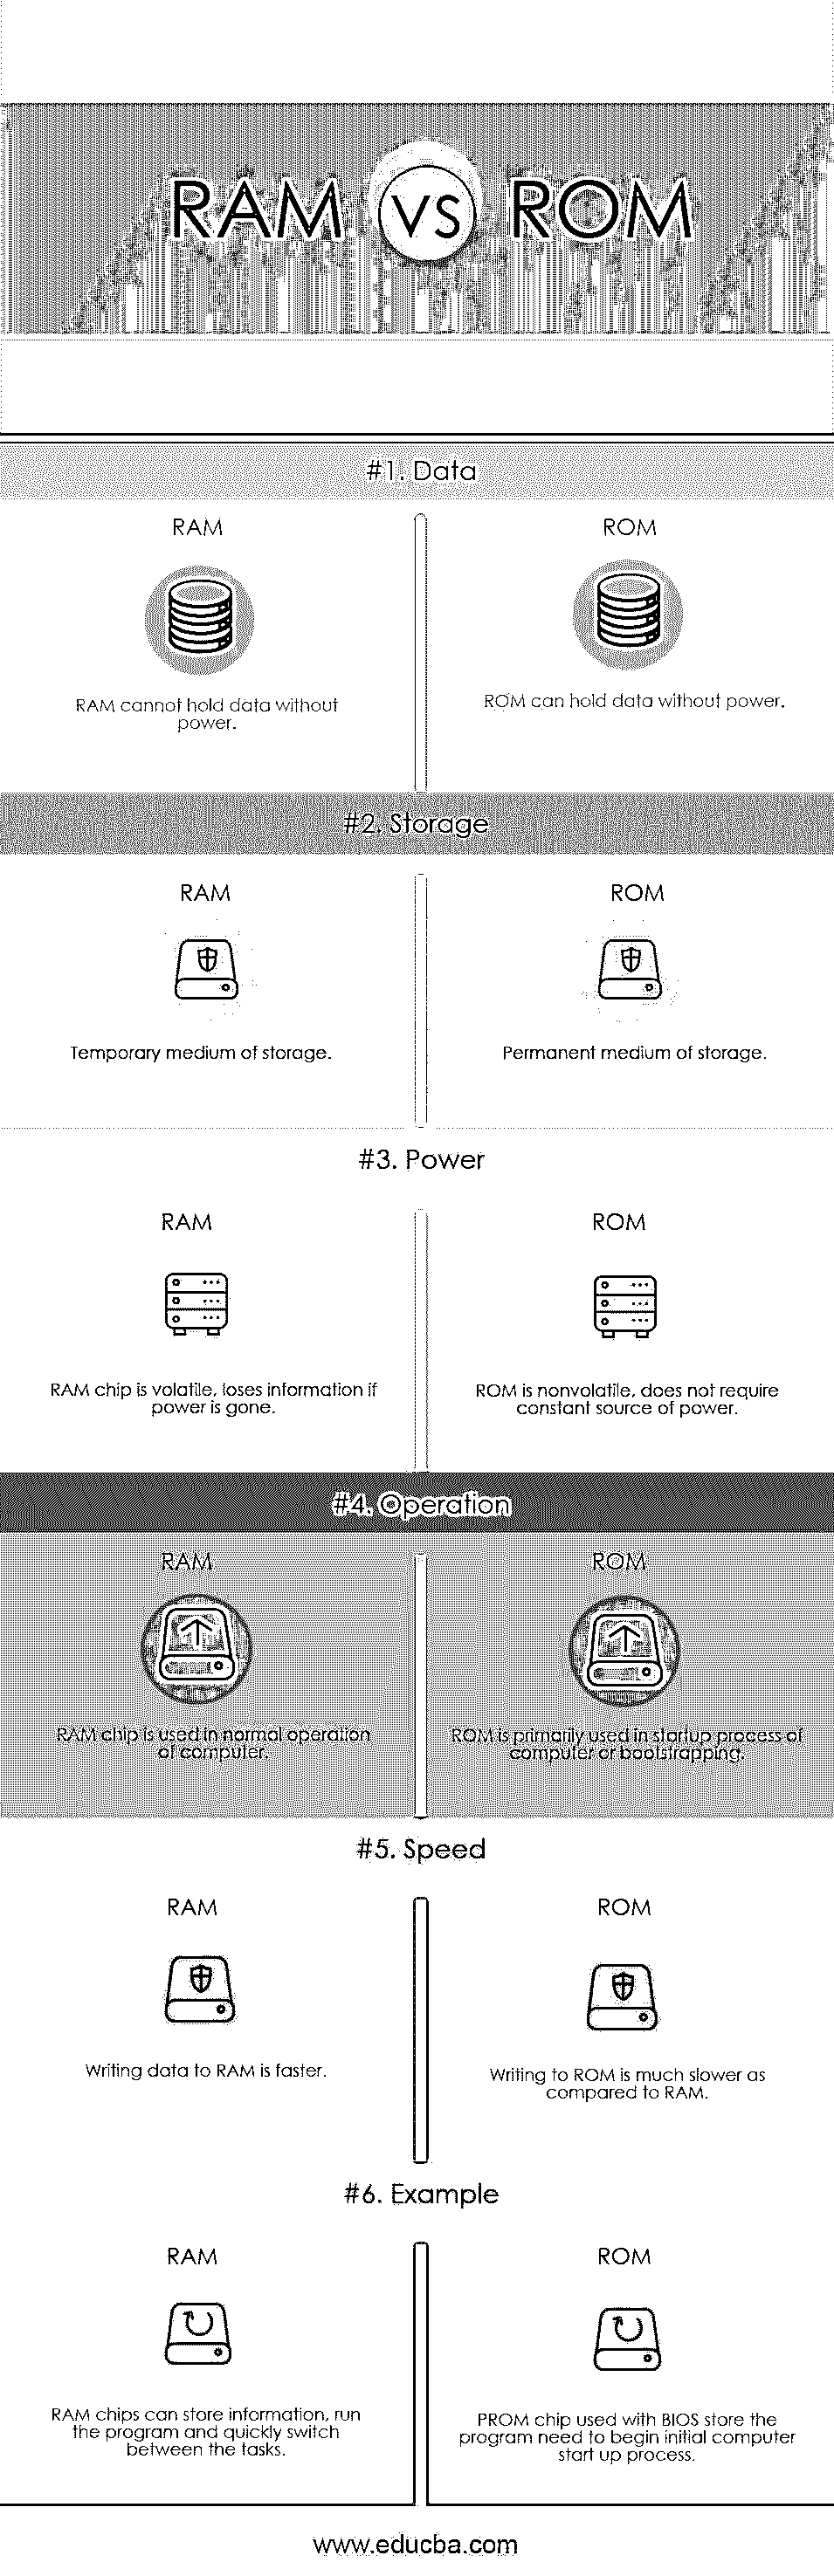 RAM VS ROM
#1. Data
RAM
ROM
RAM cannot hold data without
power.
ROM can hold data without power.
#2. Storage
RAM
ROM
Temporary medium of storage.
Permanent medium of storage.
#3. Power
RAM
ROM
RAM chip is volatile, loses information if
power is gone.
ROM is nonvolatile, does not require
constant source of power.
#4. Operation
RAM
ROM
RAM chip is used in normal operation
of computer.
ROM is primarily used in startup process of
computer or bootstrapping.
#5. Speed
RAM
ROM
Writing data to RAM is faster.
Writing to ROM is much slower as
compared to RAM.
#6. Example
RAM
ROM
RAM chips can store information, run
the program and quickly switch
between the tasks.
PROM chip used with BIOS store the
program need to begin initial computer
start up process.
www.educba.com